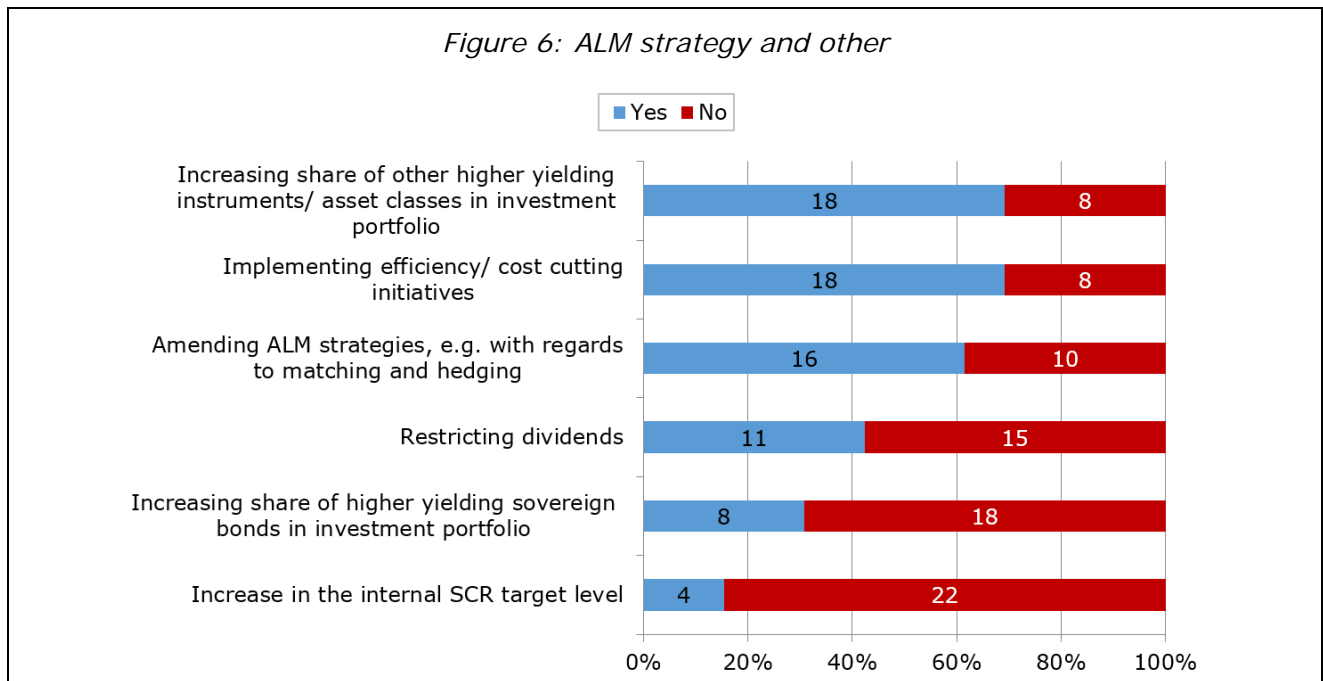 Figure 6: ALM strategy and other
Yes No
Increasing share of other higher yielding
instruments/ asset classes in investment
portfolio
18 8
Implementing efficiency/ cost cutting
initiatives
18 8
Amending ALM strategies, e.g. with regards
to matching and hedging
16 10
Restricting dividends
11 15
Increasing share of higher yielding sovereign
bonds in investment portfolio
8 18
Increase in the internal SCR target level
4 22
0% 20% 40% 60% 80% 100%